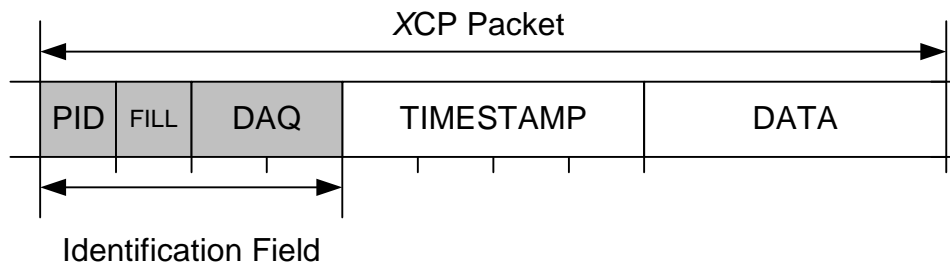 XCP Packet
PID FILL DAQ TIMESTAMP DATA
Identification Field